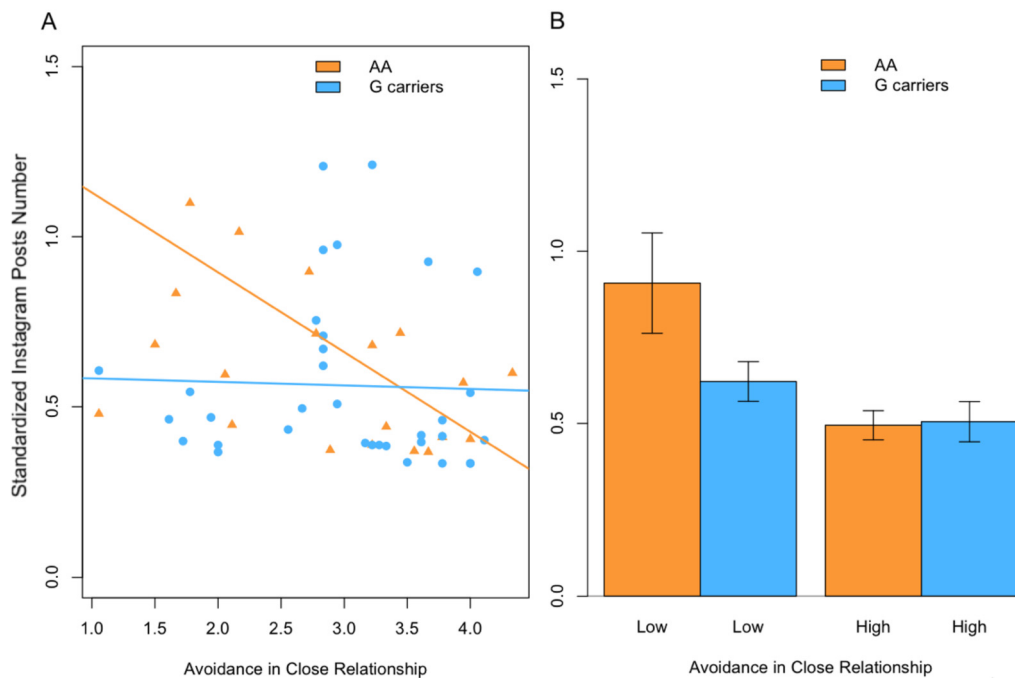 A
AA
G carriers
Standardized Instagram Posts Number
1.5
1.0
0.5
0.0
1.0 1.5 2.0 2.5 3.0 3.5 4.0
Avoidance in Close Relationship
B
AA
G carriers
1.5
1.0
0.5
0.0
Low Low High High
Avoidance in Close Relationship